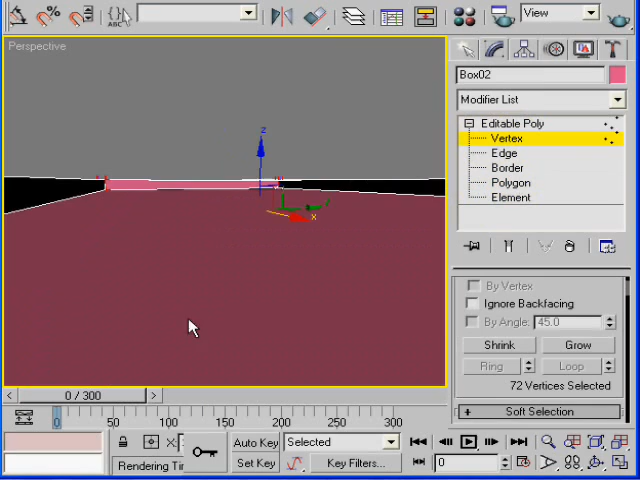 ABC
View
Perspective
z
x
Box02
Modifier List
Editable Poly
Vertex
Edge
Border
Polygon
Element
By Vertex
Ignore Backfacing
By Angle: 45.0
Shrink
Grow
Ring
Loop
72 Vertices Selected
+ Soft Selection
< 0 / 300 >
0 50 100 150 200 250 300
X:
Auto Key
Selected
Rendering Tir
Set Key
Key Filters...
0